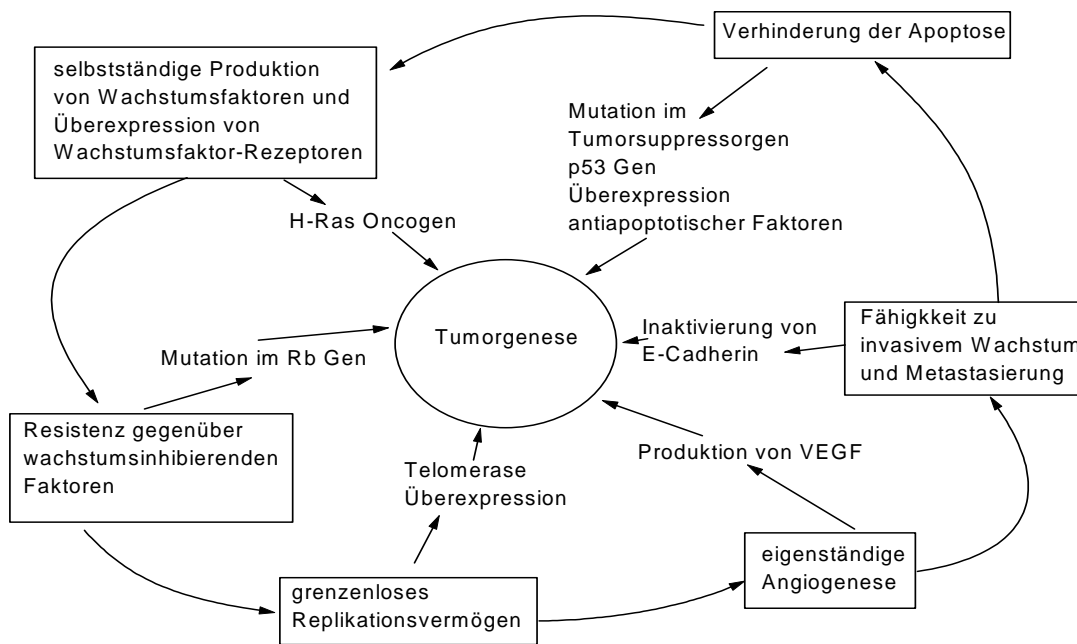 Verhinderung der Apoptose
selbstständige Produktion
von Wachstumsfaktoren und
Überexpression von
Wachstumsfaktor-Rezeptoren
Mutation im
Tumorsuppressorgen
p53 Gen
Überexpression
antiapoptotischer Faktoren
H-Ras Oncogen
Tumorgenese
Inaktivierung von
E-Cadherin
Fähigkkeit zu
invasivem Wachstum
und Metastasierung
Mutation im Rb Gen
Resistenz gegenüber
wachstumsinhibierenden
Faktoren
Telomerase
Überexpression
Produktion von VEGF
eigenständige
Angiogenese
grenzenloses
Replikationsvermögen